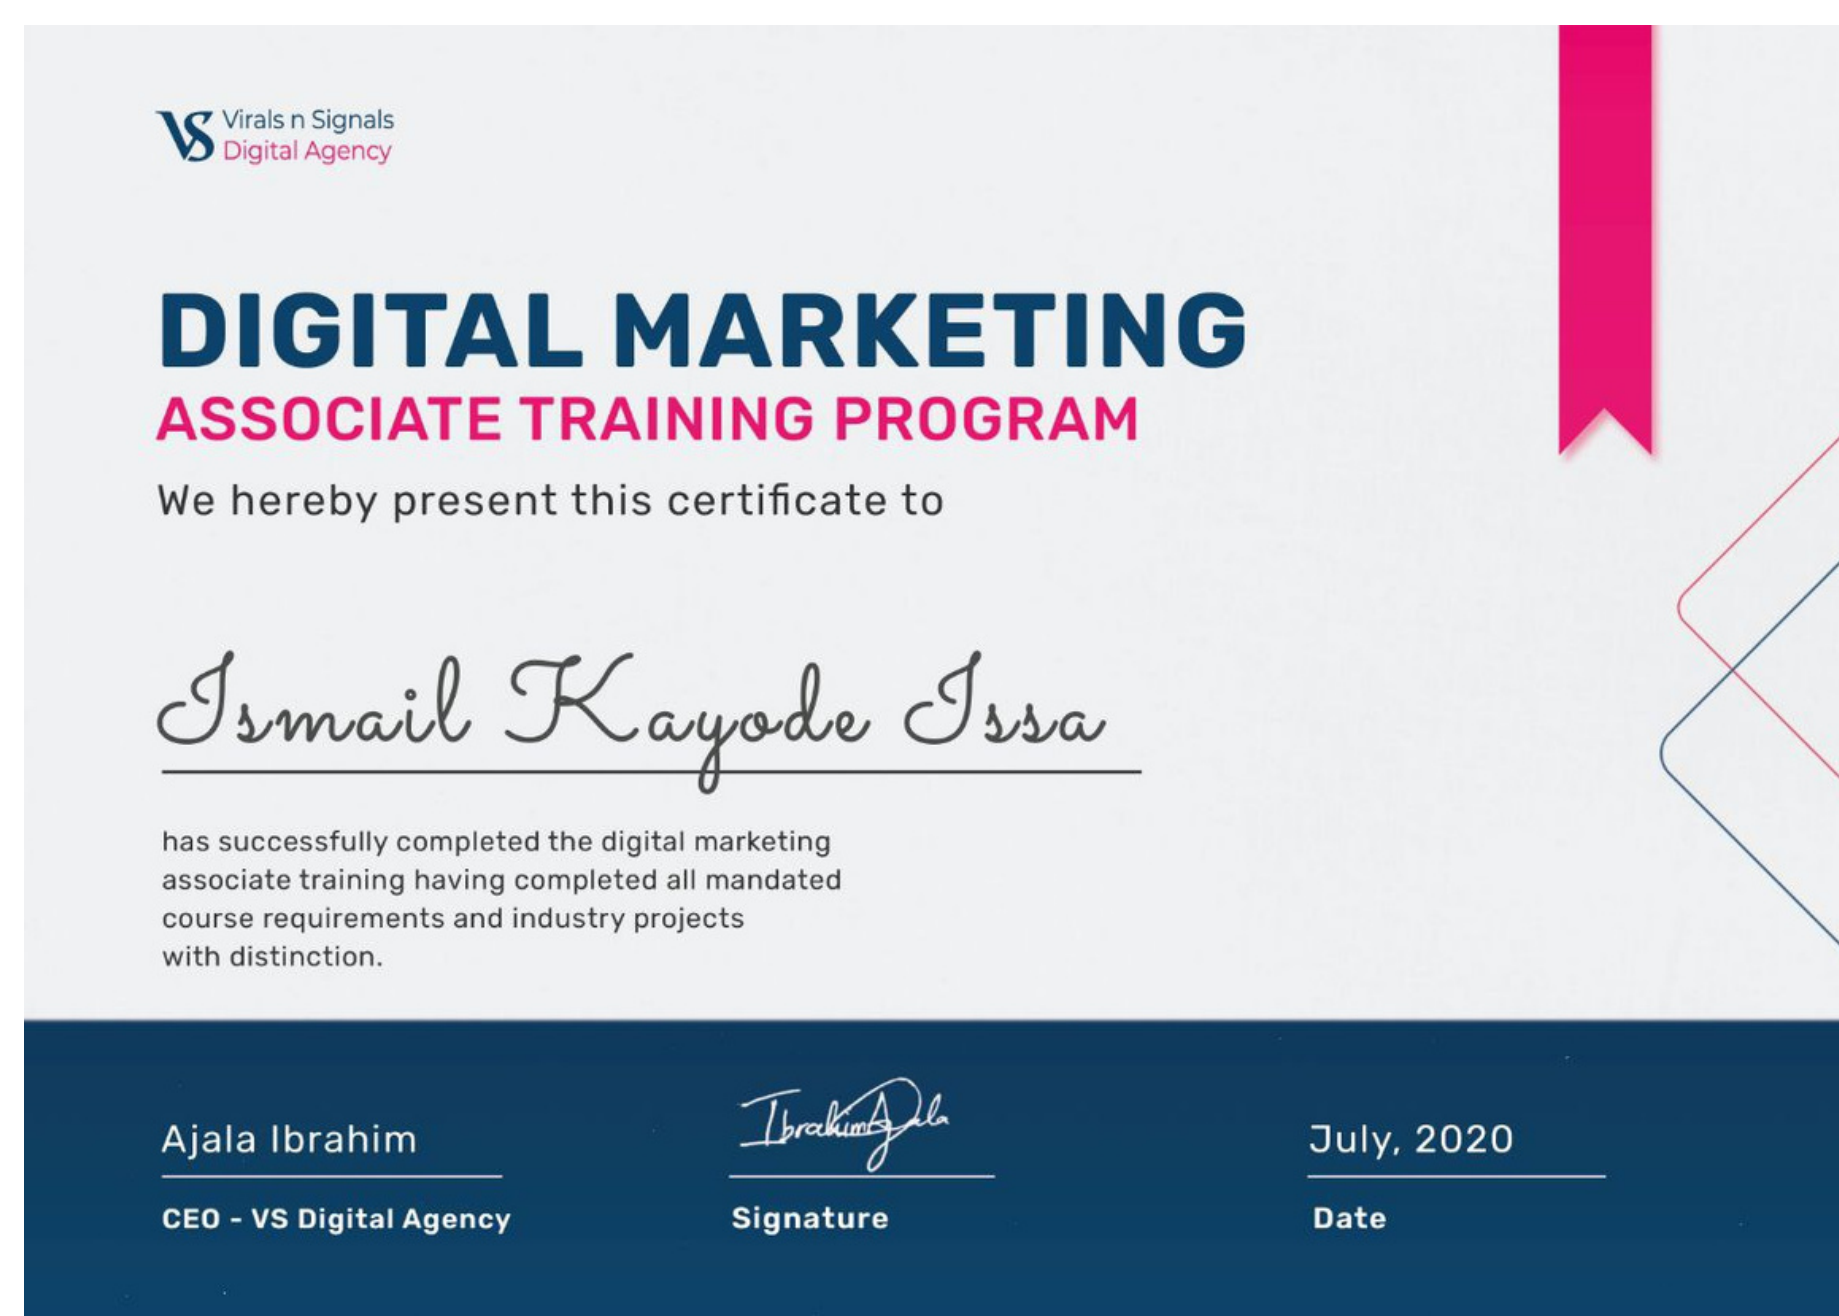 VS Virals n Signals
Digital Agency
DIGITAL MARKETING
ASSOCIATE TRAINING PROGRAM
We hereby present this certificate to
Ismail Kayode Issa
has successfully completed the digital marketing
associate training having completed all mandated
course requirements and industry projects
with distinction.
Ajala Ibrahim
IbrahimAjala
July, 2020
CEO - VS Digital Agency
Signature
Date